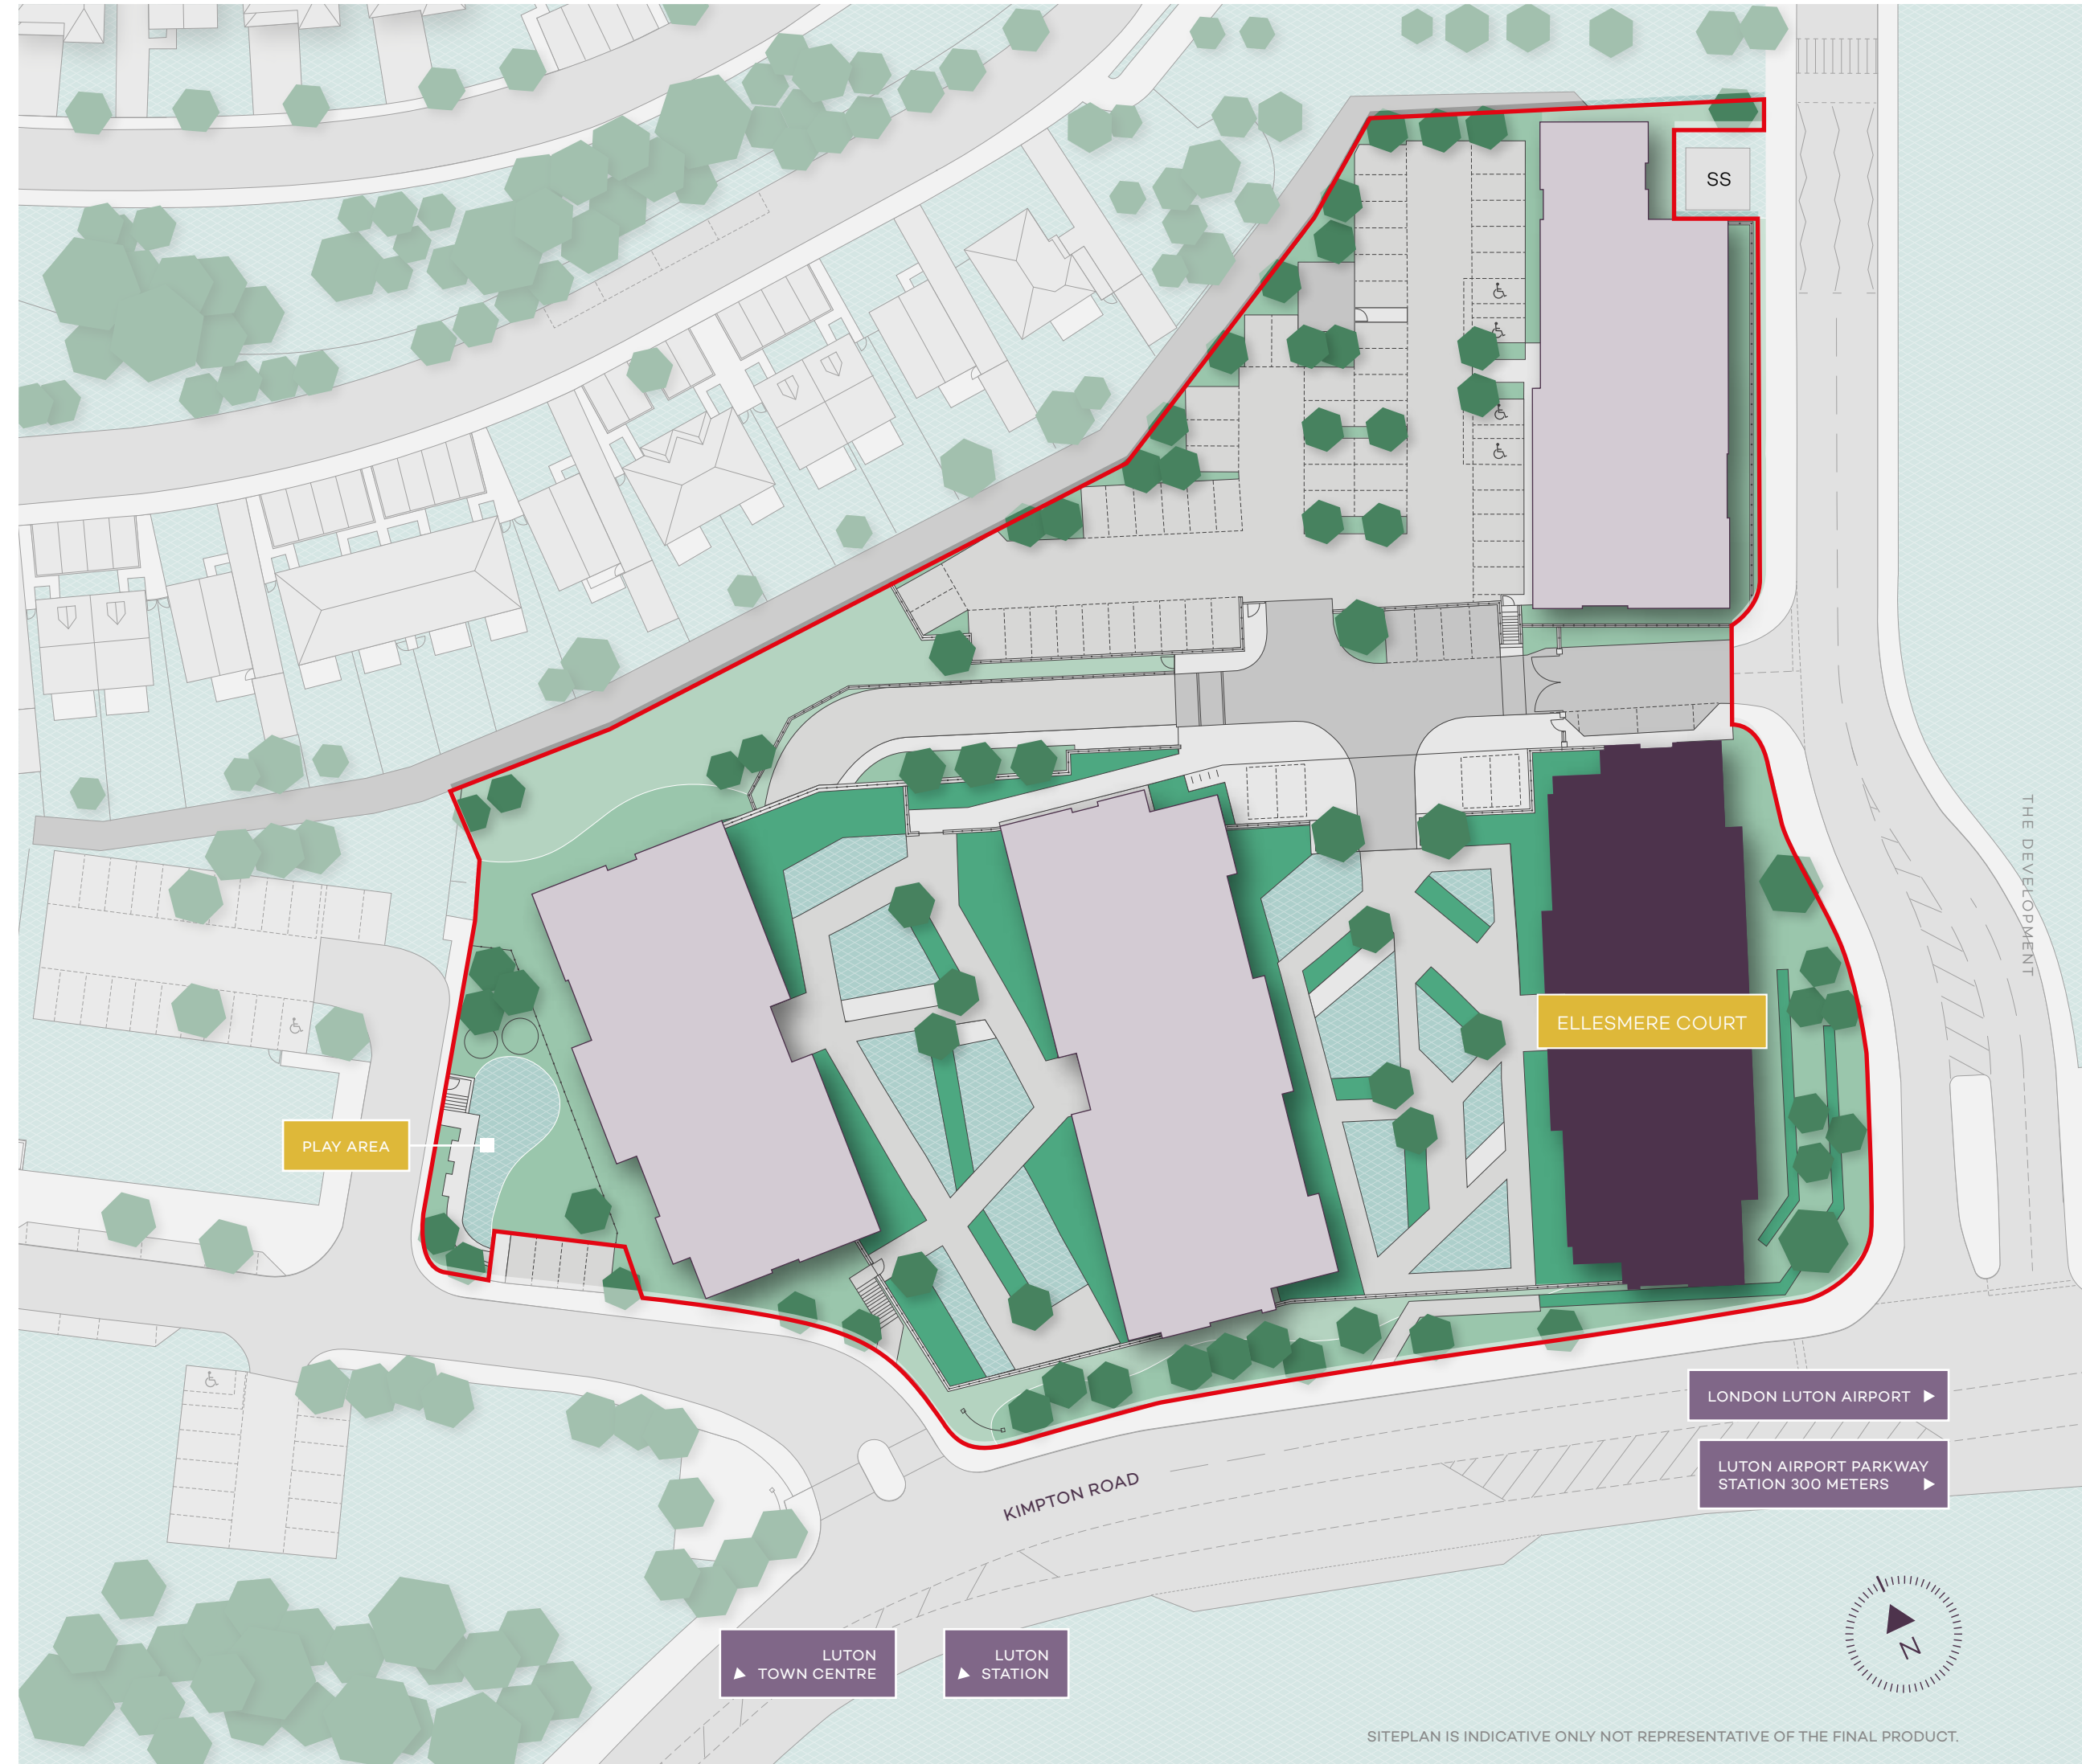 SS
THE DEVELOPMENT
ELLESMERE COURT
PLAY AREA
LONDON LUTON AIRPORT
LUTON AIRPORT PARKWAY
STATION 300 METERS
KIMPTON ROAD
LUTON
TOWN CENTRE
LUTON
STATION
N
SITEPLAN IS INDICATIVE ONLY NOT REPRESENTATIVE OF THE FINAL PRODUCT.